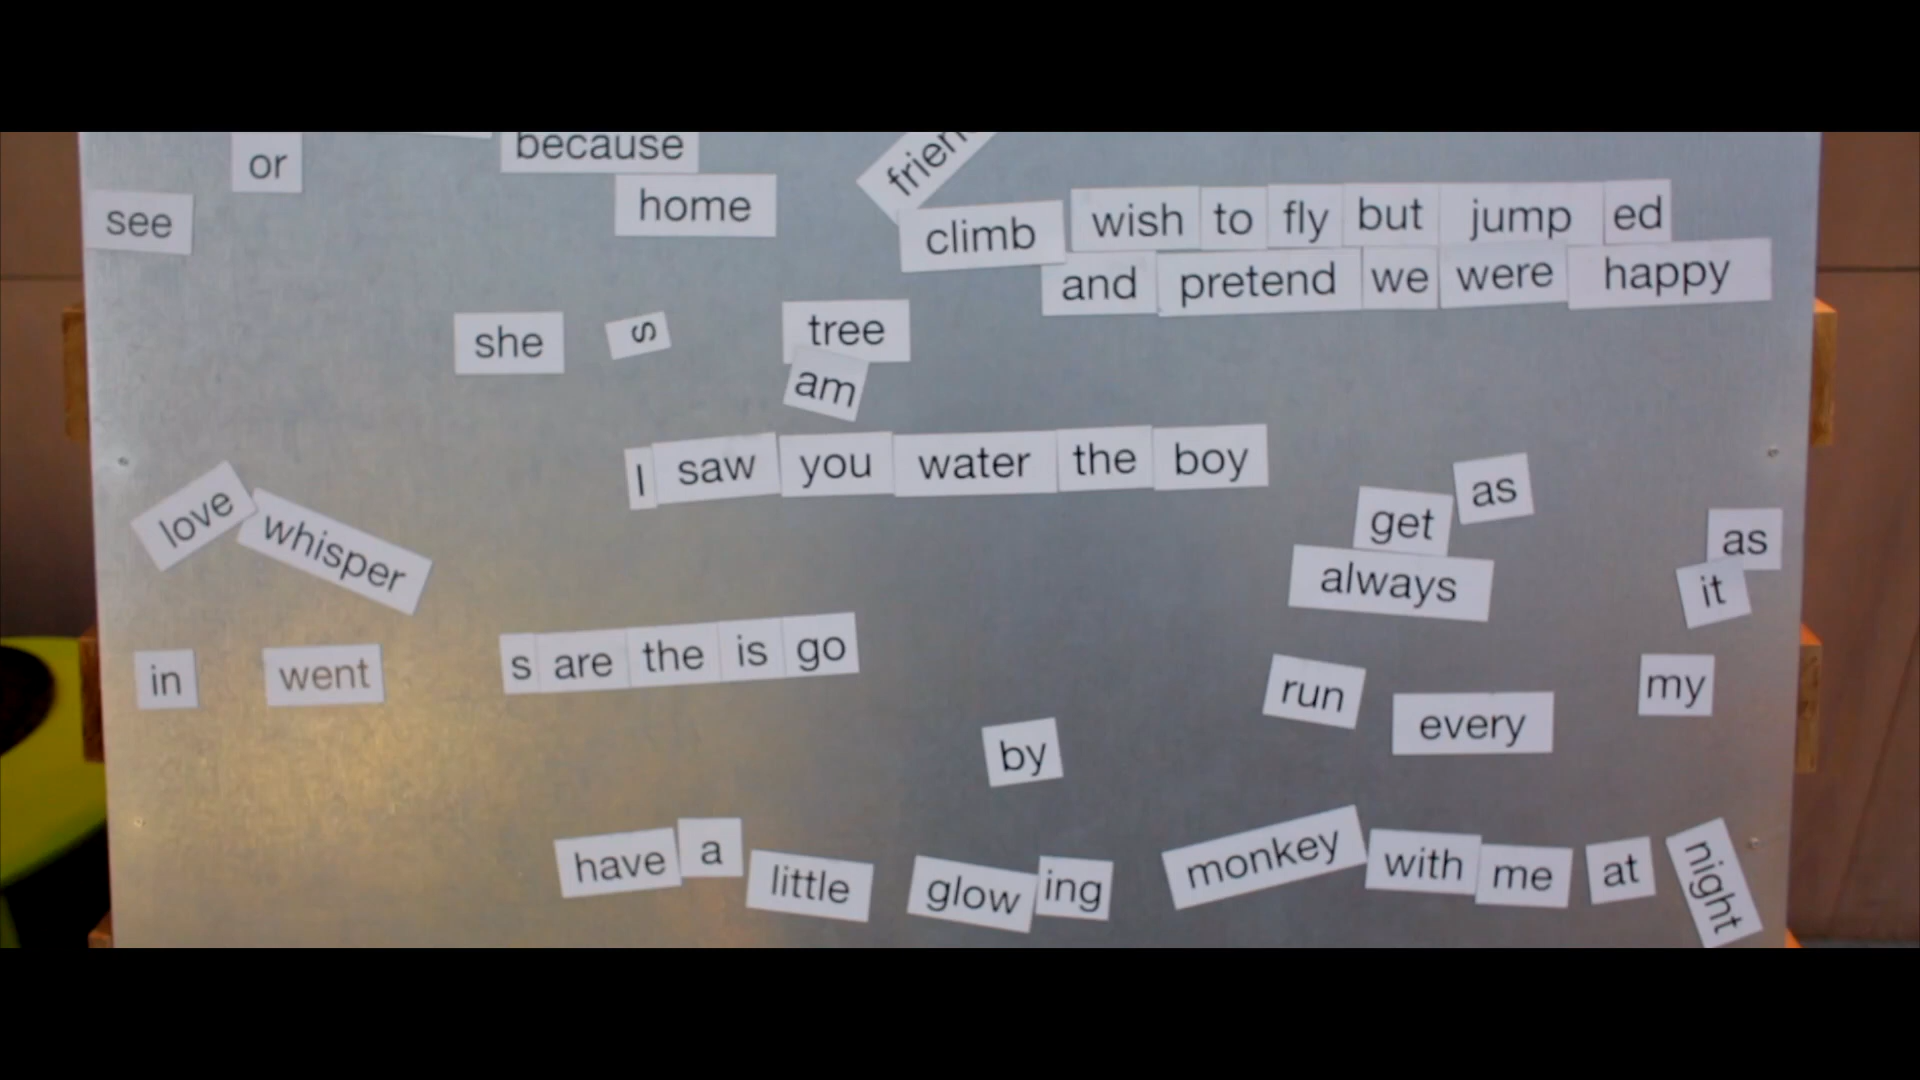 or
because
see
home
climb wish to fly but jump ed
and pretend we were happy
she
s
tree
am
I saw you water the boy
love whisper
get as
always
as
it
in
went
s are the is go
run
every
my
by
have a little glow ing monkey with me at night